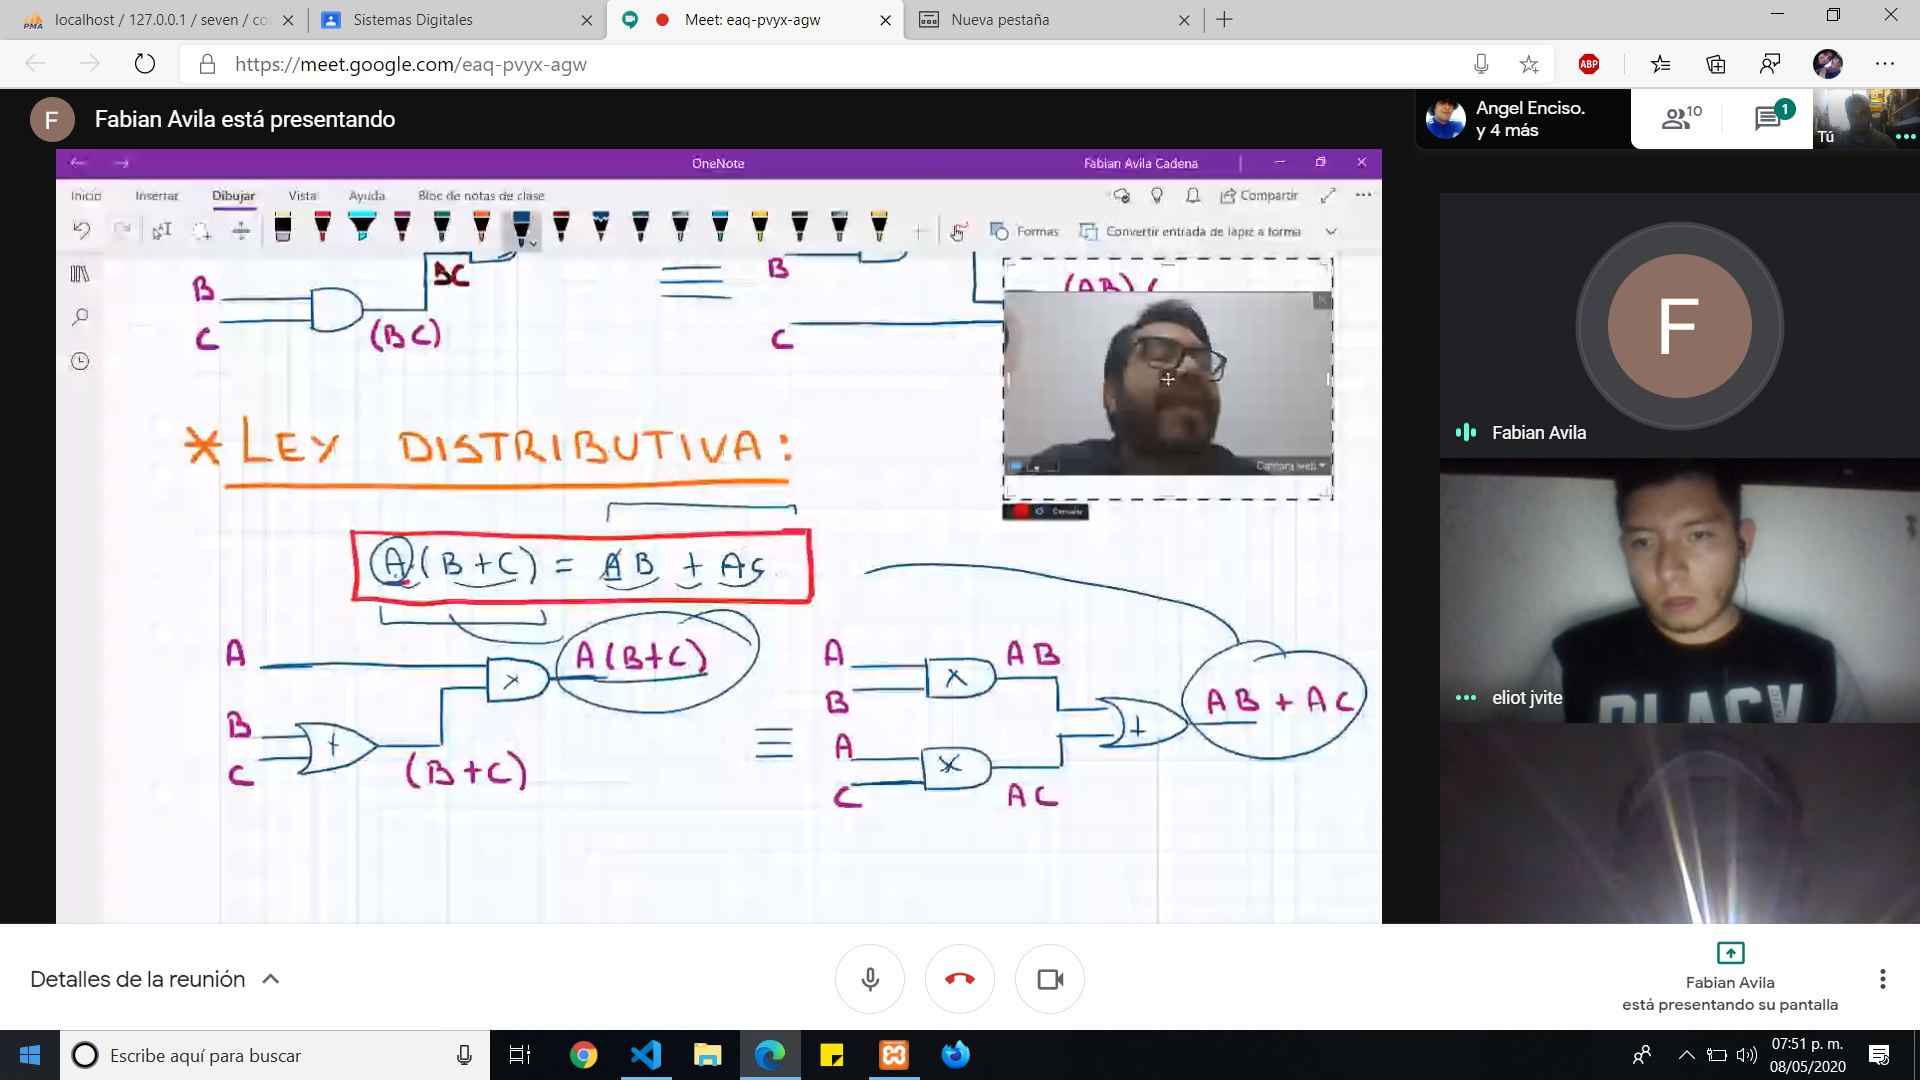 localhost / 127.0.0.1 / seven / co
Sistemas Digitales
Meet: eaq-pvyx-agw
Nueva pestaña
https://meet.google.com/eaq-pvyx-agw
ABP
F
Fabian Avila está presentando
Angel Enciso.
y 4 más
10
1
Tú
OneNote
Fabian Avila Cadena
Inicio
Insertar
Dibujar
Vista
Ayuda
Bloc de notas de clase
Compartir
Formas
Convertir entrada de lápiz a forma
BC
B
C
(BC)
B
C
(AB) C
* LEY DISTRIBUTIVA:
A·(B+C) = AB + AC
A
B
C
+
(B+C)
×
A(B+C)
A
B
×
AB
A
C
×
AC
+
AB + AC
F
Fabian Avila
eliot jvite
BLACK
Detalles de la reunión
Fabian Avila
está presentando su pantalla
Escribe aquí para buscar
07:51 p. m.
08/05/2020